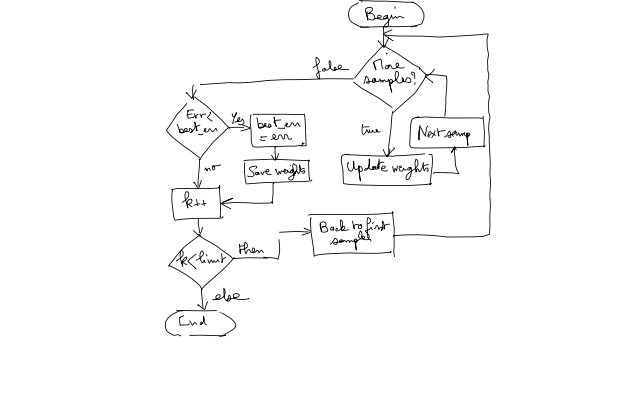 Begin
More
samples?
false
true
Next samp
Update weights
Err<
best_err
Yes
best_err
= err
Save weights
no
k++
k<limit
then
Back to first
sample
else
End